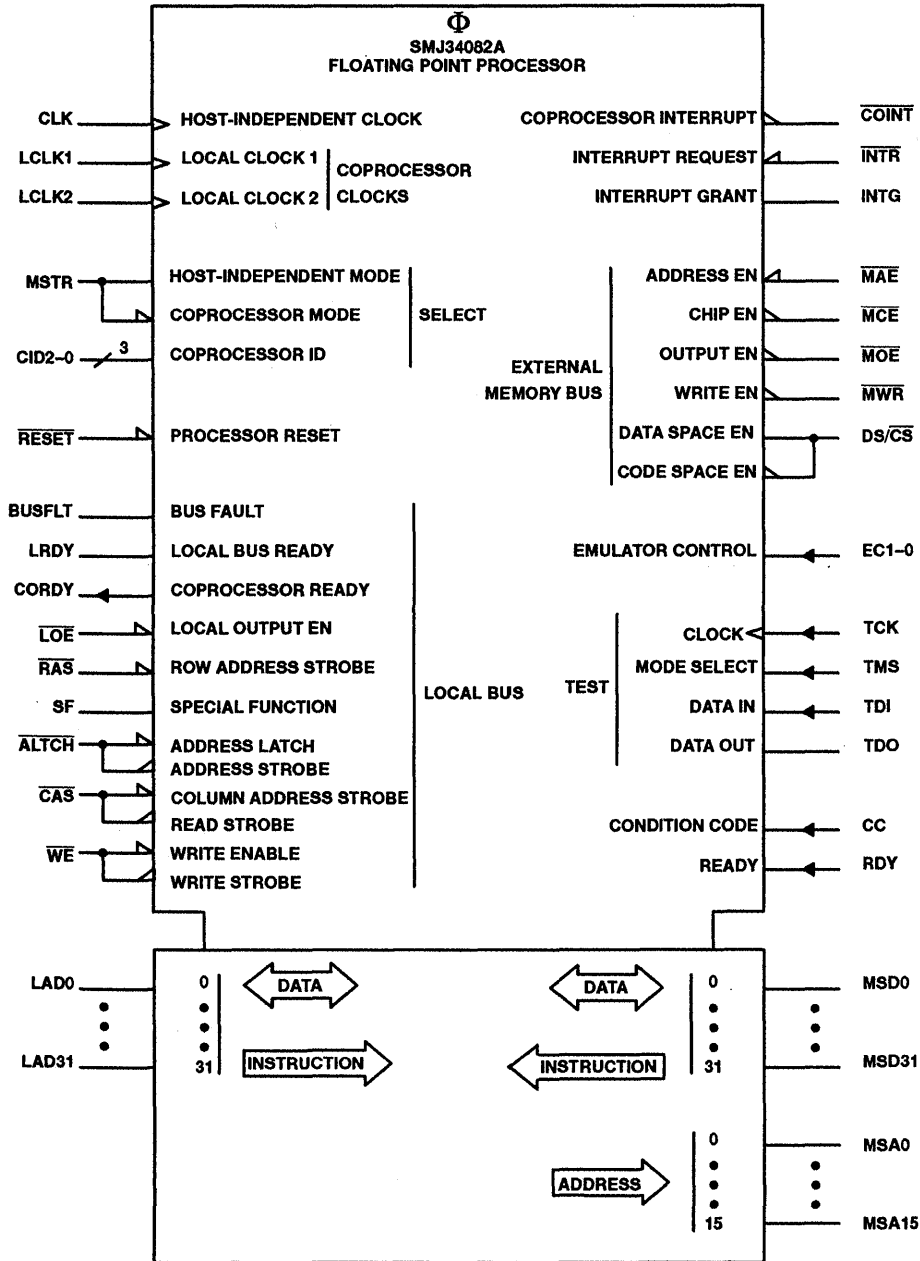 Φ
SMJ34082A
FLOATING POINT PROCESSOR
CLK HOST-INDEPENDENT CLOCK COPROCESSOR INTERRUPT COINT
LCLK1 LOCAL CLOCK 1 INTERRUPT REQUEST INTR
COPROCESSOR
LCLK2 LOCAL CLOCK 2 CLOCKS INTERRUPT GRANT INTG
MSTR HOST-INDEPENDENT MODE ADDRESS EN MAE
COPROCESSOR MODE SELECT CHIP EN MCE
CID2-0 3 COPROCESSOR ID OUTPUT EN MOE
EXTERNAL
MEMORY BUS WRITE EN MWR
RESET PROCESSOR RESET DATA SPACE EN DS/CS
CODE SPACE EN
BUSFLT BUS FAULT
LRDY LOCAL BUS READY EMULATOR CONTROL EC1-0
CORDY COPROCESSOR READY
LOE LOCAL OUTPUT EN CLOCK TCK
RAS ROW ADDRESS STROBE MODE SELECT TMS
LOCAL BUS TEST
SF SPECIAL FUNCTION DATA IN TDI
ALTCH ADDRESS LATCH DATA OUT TDO
ADDRESS STROBE
CAS COLUMN ADDRESS STROBE
READ STROBE CONDITION CODE CC
WE WRITE ENABLE READY RDY
WRITE STROBE
LAD0 0 DATA DATA 0 MSD0
LAD31 31 INSTRUCTION INSTRUCTION 31 MSD31
0 MSA0
ADDRESS
15 MSA15